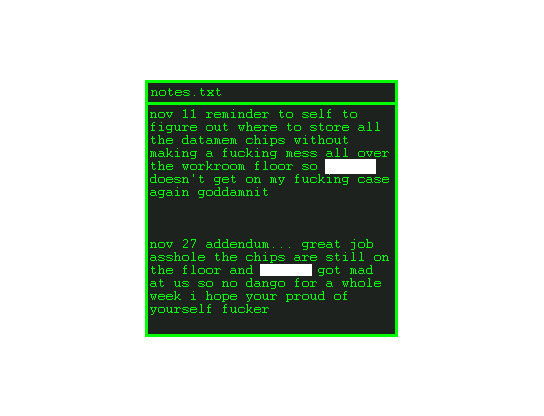 notes.txt
nov 11 reminder to self to
figure out where to store all
the datamem chips without
making a fucking mess all over
the workroom floor so
doesn't get on my fucking case
again goddamnit
nov 27 addendum... great job
asshole the chips are still on
the floor and got mad
at us so no dango for a whole
week i hope your proud of
yourself fucker